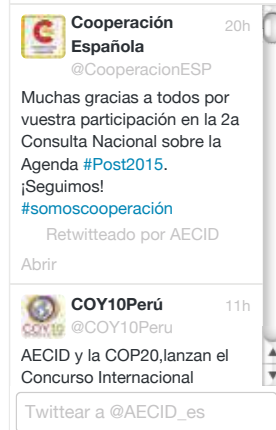 Cooperación 20h
Española
@CooperacionESP
Muchas gracias a todos por
vuestra participación en la 2a
Consulta Nacional sobre la
Agenda #Post2015.
¡Seguimos!
#somoscooperación
Retwitteado por AECID
Abrir
COY10Perú 11h
COY10 @COY10Peru
AECID y la COP20,lanzan el
Concurso Internacional
Twittear a @AECID_es